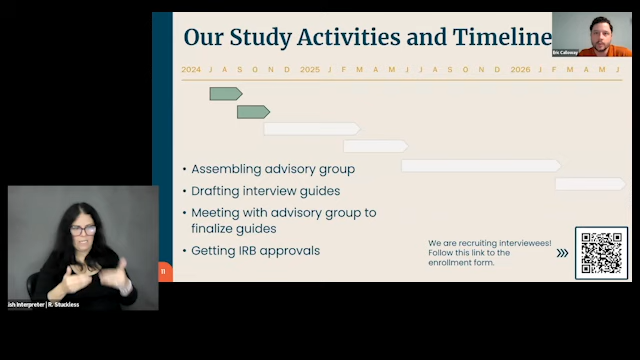 Our Study Activities and Timeline
Eric Calloway
2024 J A S O N D 2025 J F M A M J J A S O N D 2026 J F M A M J
• Assembling advisory group
• Drafting interview guides
• Meeting with advisory group to
finalize guides
• Getting IRB approvals
We are recruiting interviewees!
Follow this link to the
enrollment form.
11
ish Interpreter | R. Stuckless